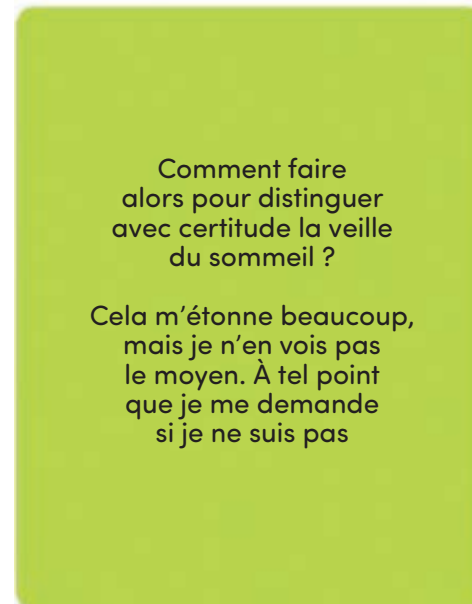 Comment faire
alors pour distinguer
avec certitude la veille
du sommeil ?
Cela m’étonne beaucoup,
mais je n’en vois pas
le moyen. À tel point
que je me demande
si je ne suis pas